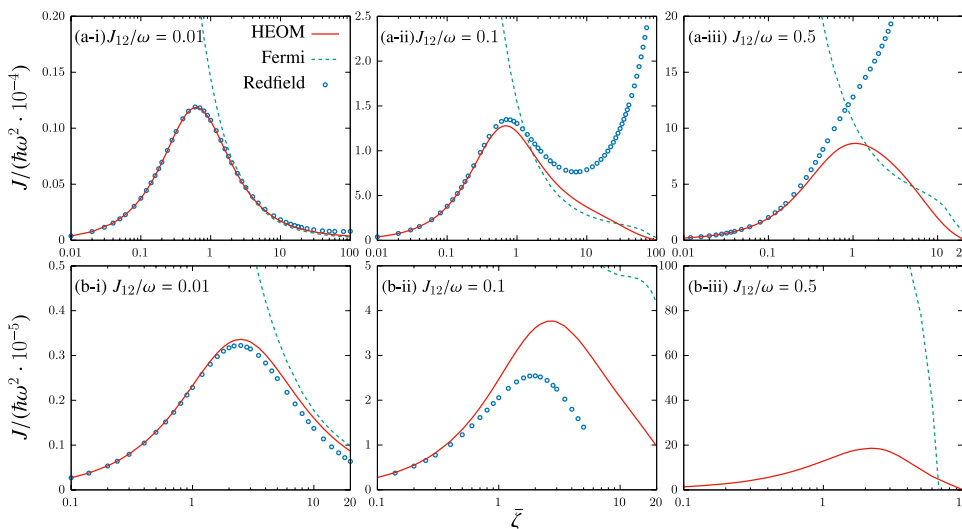 (a-i) J₁₂/ω = 0.01
HEOM
Fermi
Redfield
0.20
0.15
0.10
0.05
0
0.01 0.1 1 10 100
(a-ii) J₁₂/ω = 0.1
2.5
2.0
1.5
1.0
5.0
0
0.01 0.1 1 10 100
(a-iii) J₁₂/ω = 0.5
20
15
10
5
0
0.01 0.1 1 10
J/(ħω² · 10⁻⁴)
(b-i) J₁₂/ω = 0.01
0.5
0.4
0.3
0.2
0.1
0
0.1 1 10 20
(b-ii) J₁₂/ω = 0.1
5
4
3
2
1
0
0.1 1 10 20
(b-iii) J₁₂/ω = 0.5
100
80
60
40
20
0
0.1 1
J/(ħω² · 10⁻⁵)
ζ̄